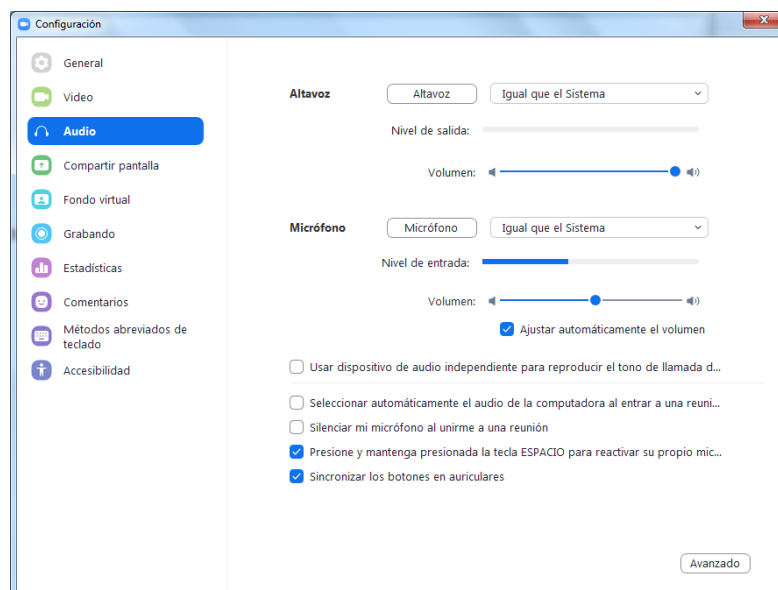 Configuración
General
Video
Audio
Compartir pantalla
Fondo virtual
Grabando
Estadísticas
Comentarios
Métodos abreviados de
teclado
Accesibilidad
Altavoz Altavoz Igual que el Sistema
Nivel de salida:
Volumen:
Micrófono Micrófono Igual que el Sistema
Nivel de entrada:
Volumen:
Ajustar automáticamente el volumen
Usar dispositivo de audio independiente para reproducir el tono de llamada d...
Seleccionar automáticamente el audio de la computadora al entrar a una reuni...
Silenciar mi micrófono al unirme a una reunión
Presione y mantenga presionada la tecla ESPACIO para reactivar su propio mic...
Sincronizar los botones en auriculares
Avanzado